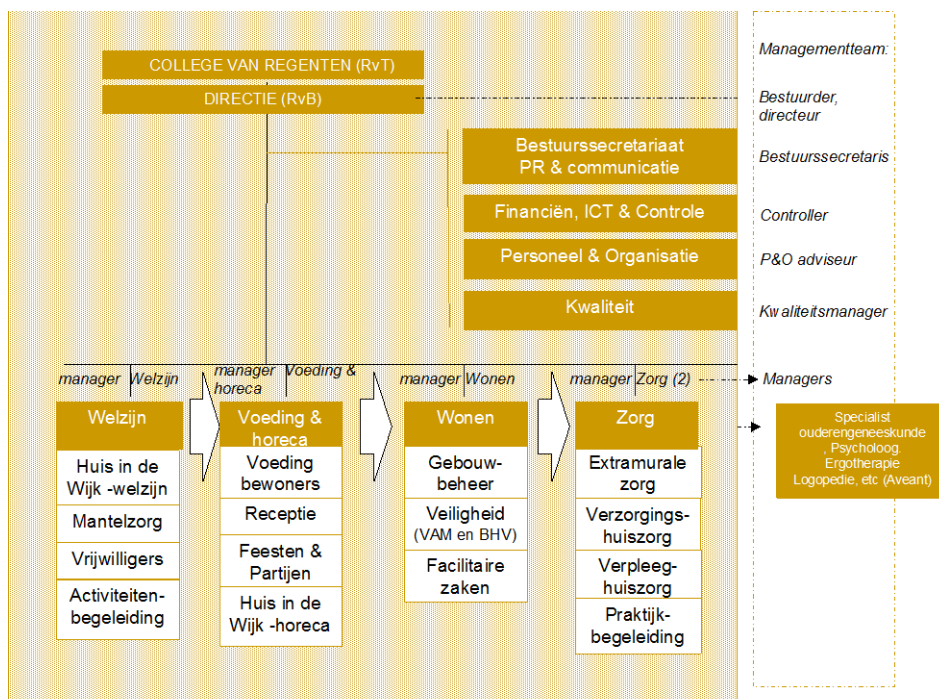 COLLEGE VAN REGENTEN (RvT)
DIRECTIE (RvB)
Bestuurssecretariaat
PR & communicatie
Financiën, ICT & Controle
Personeel & Organisatie
Kwaliteit
Managementteam:
Bestuurder,
directeur
Bestuurssecretaris
Controller
P&O adviseur
Kwaliteitsmanager
Managers
manager Welzijn
manager Voeding &
horeca
manager Wonen
manager Zorg (2)
Welzijn
Huis in de
Wijk -welzijn
Mantelzorg
Vrijwilligers
Activiteiten-
begeleiding
Voeding &
horeca
Voeding
bewoners
Receptie
Feesten &
Partijen
Huis in de
Wijk -horeca
Wonen
Gebouw-
beheer
Veiligheid
(VAM en BHV)
Facilitaire
zaken
Zorg
Extramurale
zorg
Verzorgings-
huiszorg
Verpleeg-
huiszorg
Praktijk-
begeleiding
Specialist
ouderengeneeskunde
, Psycholoog.
Ergotherapie
Logopedie, etc (Aveant)